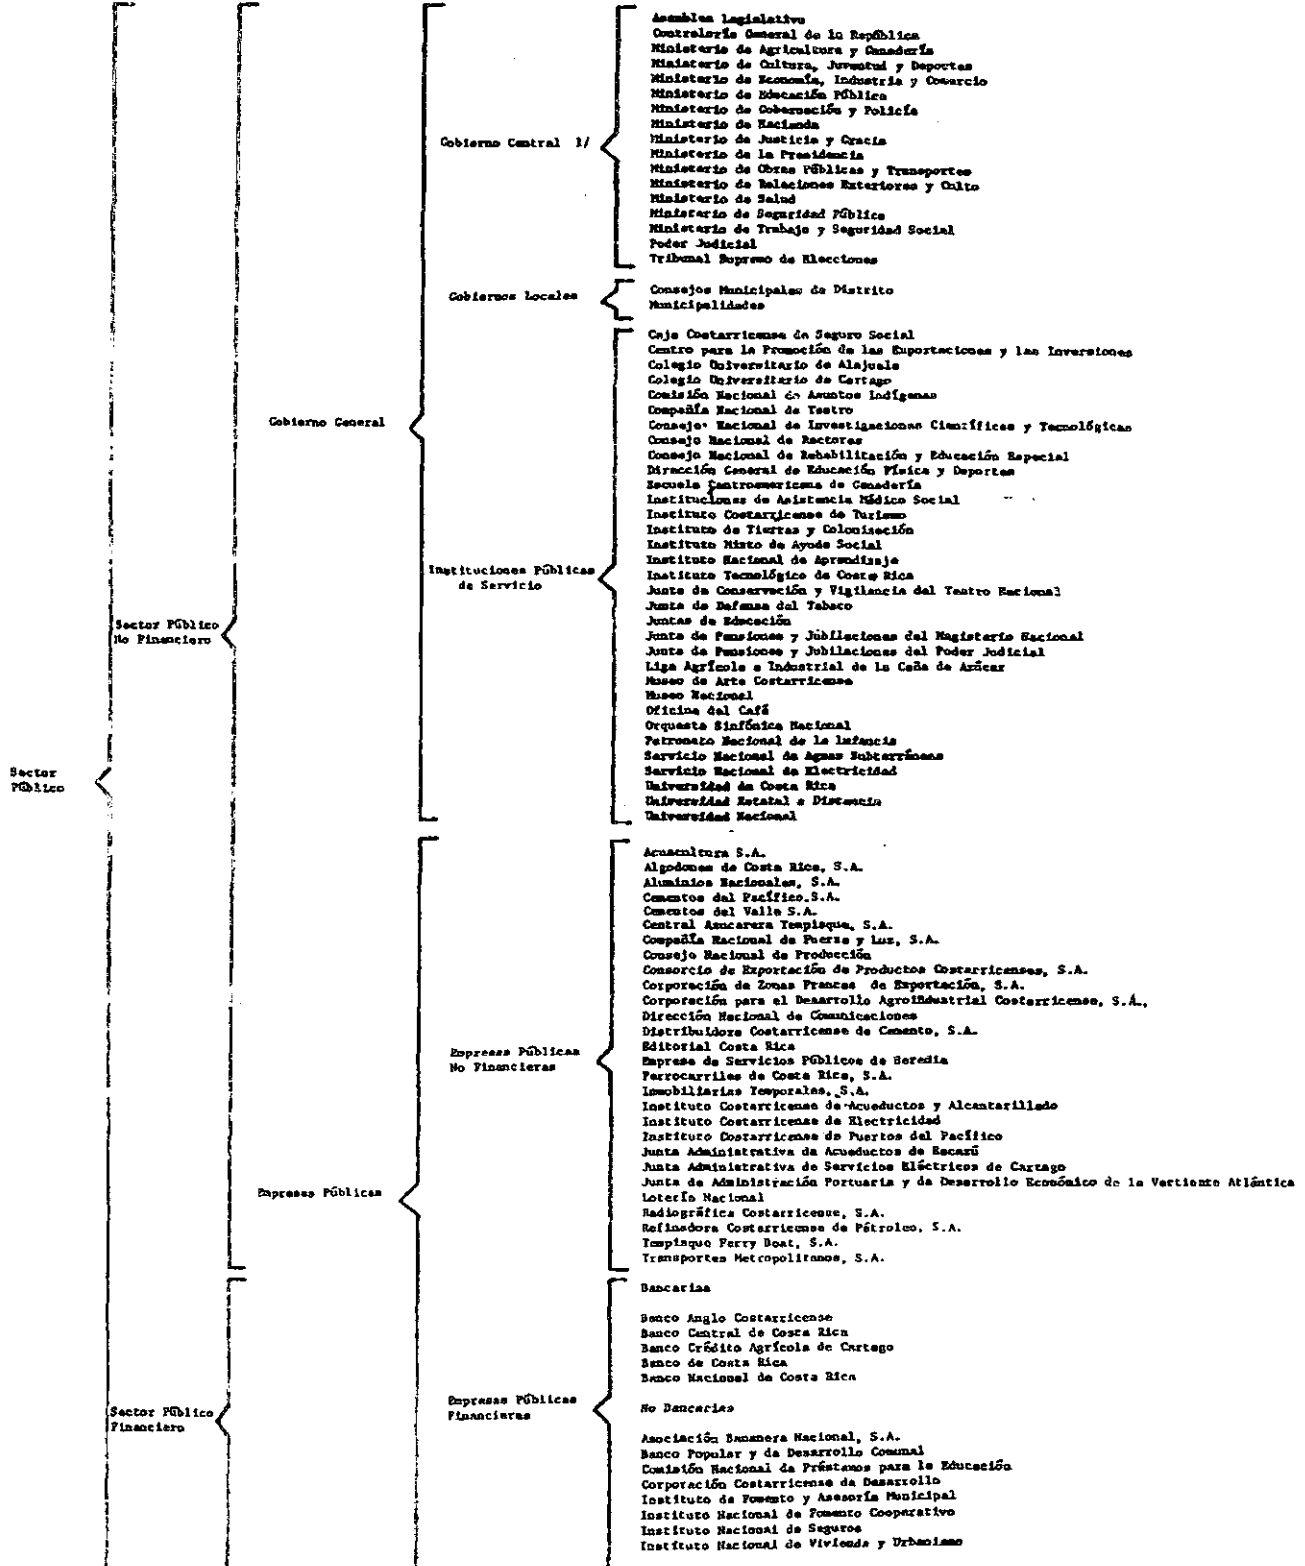 Asamblea Legislativa
Contraloría General de la República
Ministerio de Agricultura y Ganadería
Ministerio de Cultura, Juventud y Deportes
Ministerio de Economía, Industria y Comercio
Ministerio de Educación Pública
Ministerio de Gobernación y Policía
Ministerio de Hacienda
Gobierno Central 1/
Ministerio de Justicia y Gracia
Ministerio de la Presidencia
Ministerio de Obras Públicas y Transportes
Ministerio de Relaciones Exteriores y Culto
Ministerio de Salud
Ministerio de Seguridad Pública
Ministerio de Trabajo y Seguridad Social
Poder Judicial
Tribunal Supremo de Elecciones
Gobiernos Locales
Consejos Municipales de Distrito
Municipalidades
Caja Costarricense de Seguro Social
Centro para la Promoción de las Exportaciones y las Inversiones
Colegio Universitario de Alajuela
Colegio Universitario de Cartago
Comisión Nacional de Asuntos Indígenas
Compañía Nacional de Teatro
Gobierno General
Consejo Nacional de Investigaciones Científicas y Tecnológicas
Consejo Nacional de Rectores
Consejo Nacional de Rehabilitación y Educación Especial
Dirección General de Educación Física y Deportes
Escuela Centroamericana de Ganadería
Instituciones de Asistencia Médico Social
Instituto Costarricense de Turismo
Instituto de Tierras y Colonización
Instituto Mixto de Ayuda Social
Instituto Nacional de Aprendizaje
Instituciones Públicas
de Servicio
Instituto Tecnológico de Costa Rica
Junta de Conservación y Vigilancia del Teatro Nacional
Junta de Defensa del Tabaco
Juntas de Educación
Sector Público
No Financiero
Junta de Pensiones y Jubilaciones del Magisterio Nacional
Junta de Pensiones y Jubilaciones del Poder Judicial
Liga Agrícola e Industrial de la Caña de Azúcar
Museo de Arte Costarricense
Museo Nacional
Oficina del Café
Orquesta Sinfónica Nacional
Patronato Nacional de la Infancia
Servicio Nacional de Aguas Subterráneas
Servicio Nacional de Electricidad
Sector
Público
Universidad de Costa Rica
Universidad Estatal a Distancia
Universidad Nacional
Acuacultura S.A.
Algodones de Costa Rica, S.A.
Aluminios Nacionales, S.A.
Cementos del Pacífico.S.A.
Cementos del Valle S.A.
Central Azucarera Tempisque, S.A.
Compañía Nacional de Fuerza y Luz, S.A.
Consejo Nacional de Producción
Consorcio de Exportación de Productos Costarricenses, S.A.
Corporación de Zonas Francas de Exportación, S.A.
Corporación para el Desarrollo Agroindustrial Costarricense, S.A.,
Dirección Nacional de Comunicaciones
Distribuidora Costarricense de Cemento, S.A.
Editorial Costa Rica
Empresas Públicas
No Financieras
Empresa de Servicios Públicos de Heredia
Ferrocarriles de Costa Rica, S.A.
Inmobiliarias Temporales, S.A.
Instituto Costarricense de Acueductos y Alcantarillado
Instituto Costarricense de Electricidad
Instituto Costarricense de Puertos del Pacífico
Junta Administrativa de Acueductos de Escazú
Junta Administrativa de Servicios Eléctricos de Cartago
Junta de Administración Portuaria y de Desarrollo Económico de la Vertiente Atlántica
Empresas Públicas
Lotería Nacional
Radiográfica Costarricense, S.A.
Refinadora Costarricense de Pétroleo, S.A.
Tempisque Ferry Boat, S.A.
Transportes Metropolitanos, S.A.
Bancarias
Banco Anglo Costarricense
Banco Central de Costa Rica
Banco Crédito Agrícola de Cartago
Banco de Costa Rica
Banco Nacional de Costa Rica
Empresas Públicas
Financieras
No Bancarias
Sector Público
Financiero
Asociación Bananera Nacional, S.A.
Banco Popular y de Desarrollo Comunal
Comisión Nacional de Préstamos para la Educación
Corporación Costarricense de Desarrollo
Instituto de Fomento y Asesoría Municipal
Instituto Nacional de Fomento Cooperativo
Instituto Nacional de Seguros
Instituto Nacional de Vivienda y Urbanismo